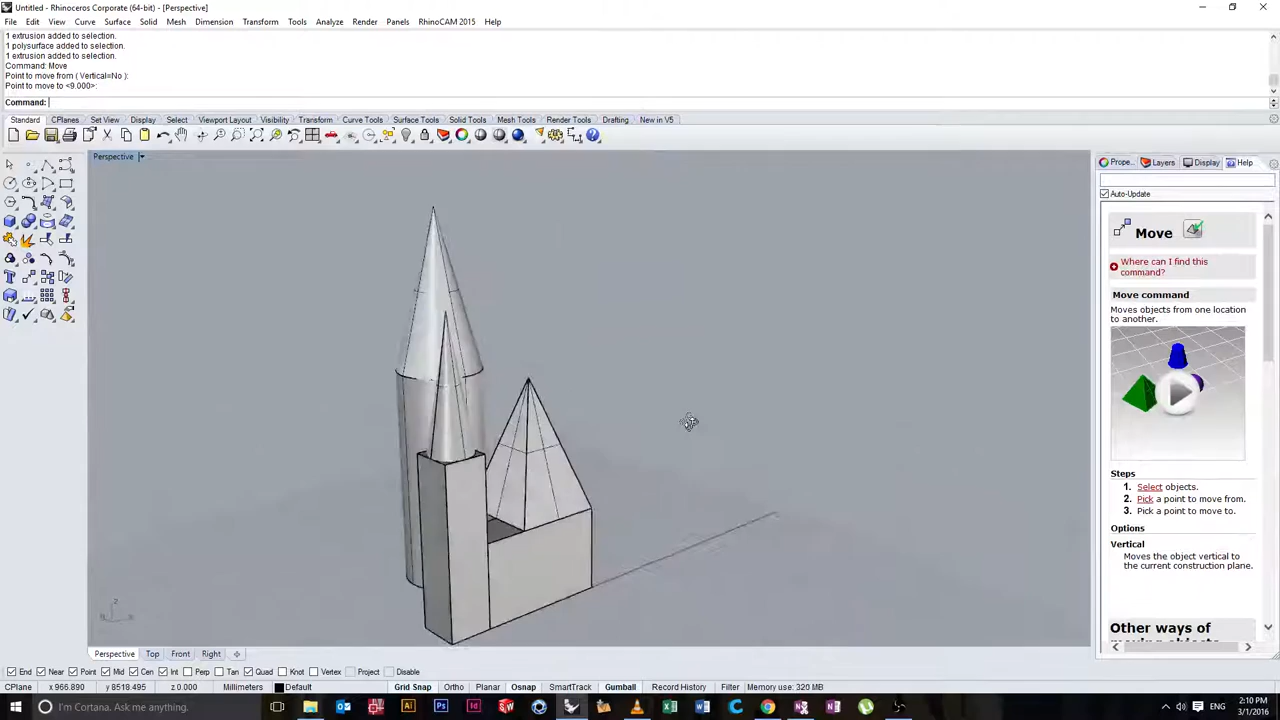 Untitled - Rhinoceros Corporate (64-bit) - [Perspective]
File Edit View Curve Surface Solid Mesh Dimension Transform Tools Analyze Render Panels RhinoCAM 2015 Help
1 extrusion added to selection.
1 polysurface added to selection.
1 extrusion added to selection.
Command: Move
Point to move from ( Vertical=No ):
Point to move to <9.000>:
Command:
Standard CPlanes Set View Display Select Viewport Layout Visibility Transform Curve Tools Surface Tools Solid Tools Mesh Tools Render Tools Drafting New in V5
Perspective
Prope... Layers Display Help
Auto-Update
Move
Where can I find this
command?
Move command
Moves objects from one location
to another.
Steps
1. Select objects.
2. Pick a point to move from.
3. Pick a point to move to.
Options
Vertical
Moves the object vertical to
the current construction plane.
Other ways of
z
Perspective Top Front Right
End Near Point Mid Cen Int Perp Tan Quad Knot Vertex Project Disable
CPlane x 966.890 y 8518.495 z 0.000 Millimeters Default Grid Snap Ortho Planar Osnap SmartTrack Gumball Record History Filter Memory use: 320 MB
I'm Cortana. Ask me anything.
ENG
2:10 PM
3/1/2016